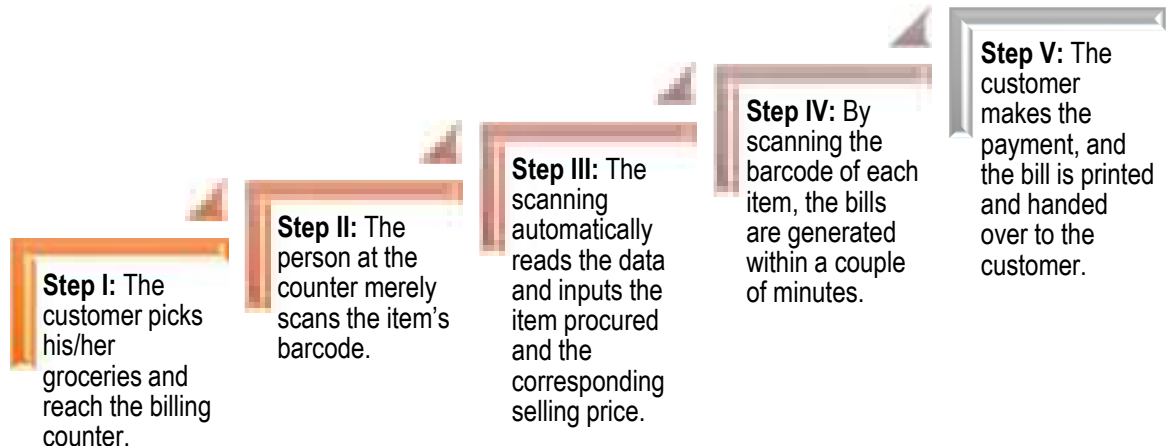 Step I: The
customer picks
his/her
groceries and
reach the billing
counter.
Step II: The
person at the
counter merely
scans the item's
barcode.
Step III: The
scanning
automatically
reads the data
and inputs the
item procured
and the
corresponding
selling price.
Step IV: By
scanning the
barcode of each
item, the bills
are generated
within a couple
of minutes.
Step V: The
customer
makes the
payment, and
the bill is printed
and handed
over to the
customer.